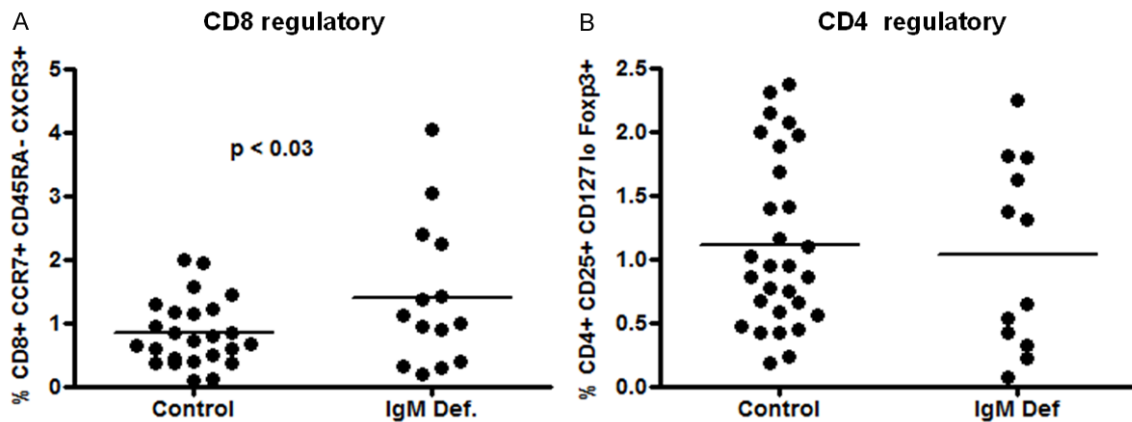 A
CD8 regulatory
% CD8+ CCR7+ CD45RA- CXCR3+
5
4
3
2
1
0
p < 0.03
Control
IgM Def.
B
CD4 regulatory
% CD4+ CD25+ CD127 lo Foxp3+
2.5
2.0
1.5
1.0
0.5
0.0
Control
IgM Def